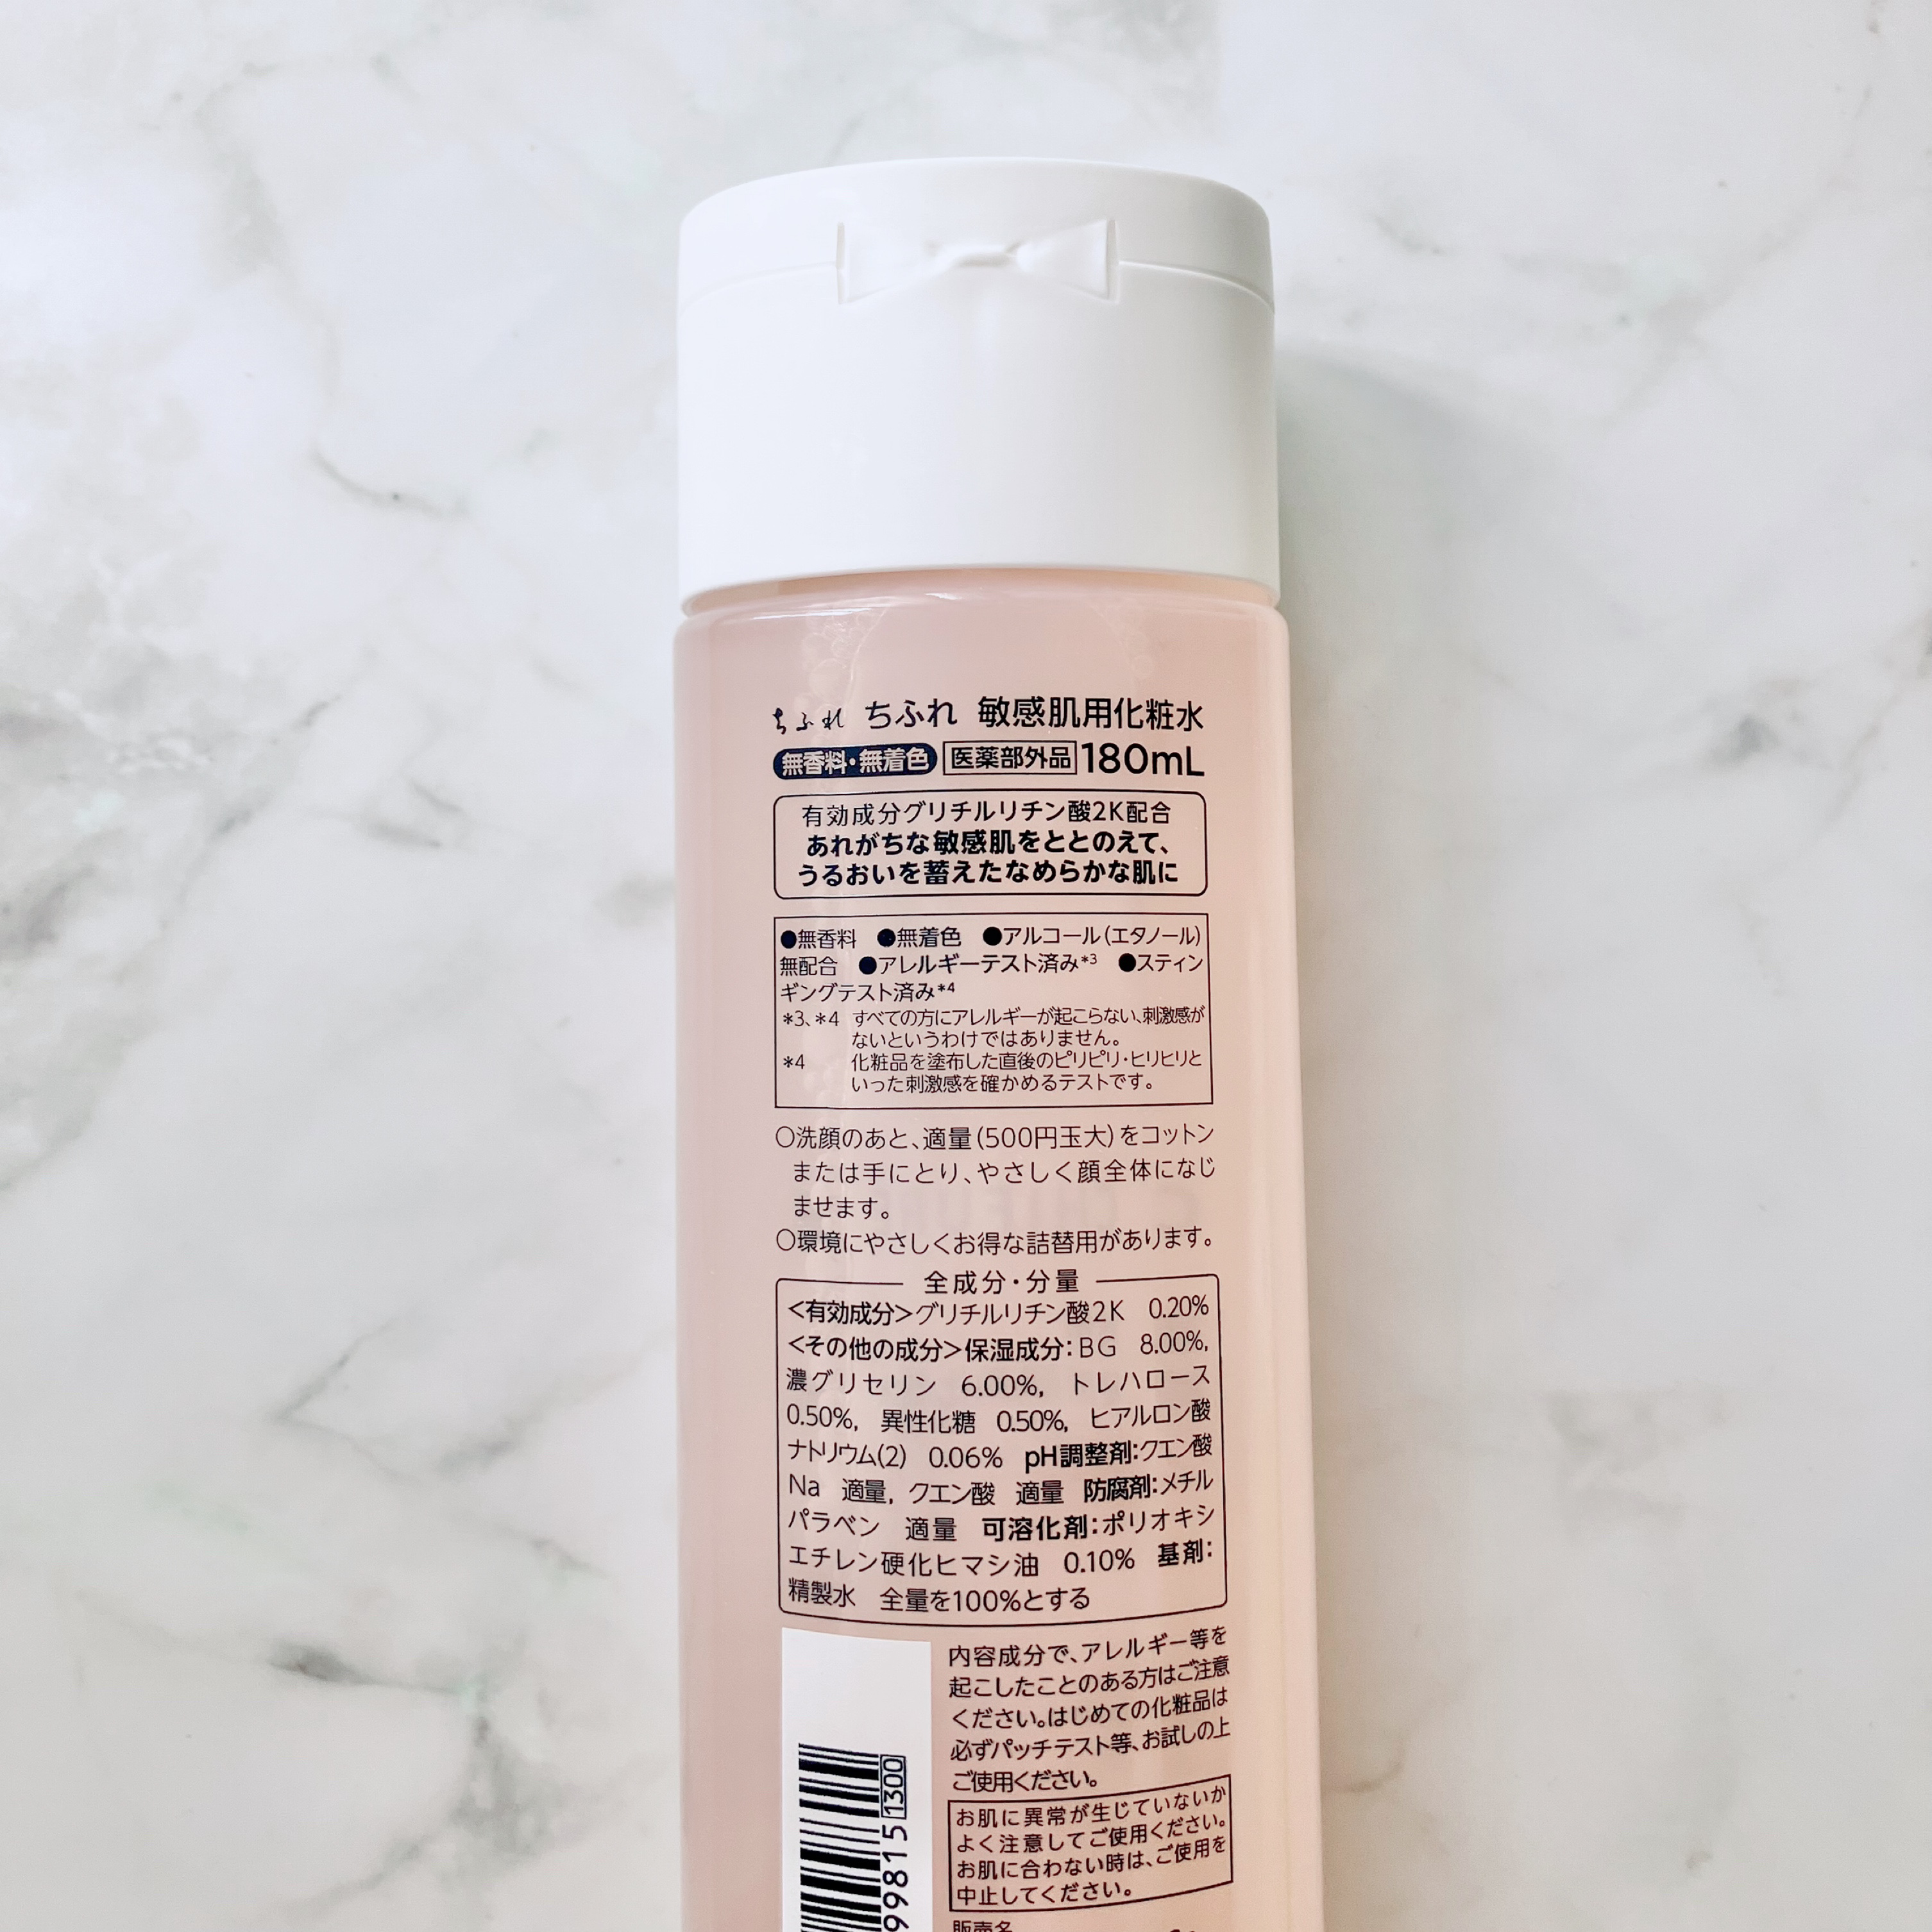 ちふれ ちふれ 敏感肌用化粧水
無香料・無着色 医薬部外品 180mL
有効成分グリチルリチン酸2K配合
あれがちな敏感肌をととのえて、
うるおいを蓄えたなめらかな肌に
●無香料 ●無着色 ●アルコール(エタノール)
無配合 ●アレルギーテスト済み*3 ●スティン
ギングテスト済み*4
*3、*4 すべての方にアレルギーが起こらない、刺激感が
ないというわけではありません。
*4 化粧品を塗布した直後のピリピリ・ヒリヒリと
いった刺激感を確かめるテストです。
○洗顔のあと、適量(500円玉大)をコットン
または手にとり、やさしく顔全体になじ
ませます。
○環境にやさしくお得な詰替用があります。
全成分・分量
<有効成分>グリチルリチン酸2K 0.20%
<その他の成分>保湿成分:BG 8.00%,
濃グリセリン 6.00%, トレハロース
0.50%, 異性化糖 0.50%, ヒアルロン酸
ナトリウム(2) 0.06% pH調整剤:クエン酸
Na 適量, クエン酸 適量 防腐剤:メチル
パラベン 適量 可溶化剤:ポリオキシ
エチレン硬化ヒマシ油 0.10% 基剤:
精製水 全量を100%とする
内容成分で、アレルギー等を
起こしたことのある方はご注意
ください。はじめての化粧品は
必ずパッチテスト等、お試しの上
ご使用ください。
お肌に異常が生じていないか
よく注意してご使用ください。
お肌に合わない時は、ご使用を
中止してください。
販売名
99815 1300